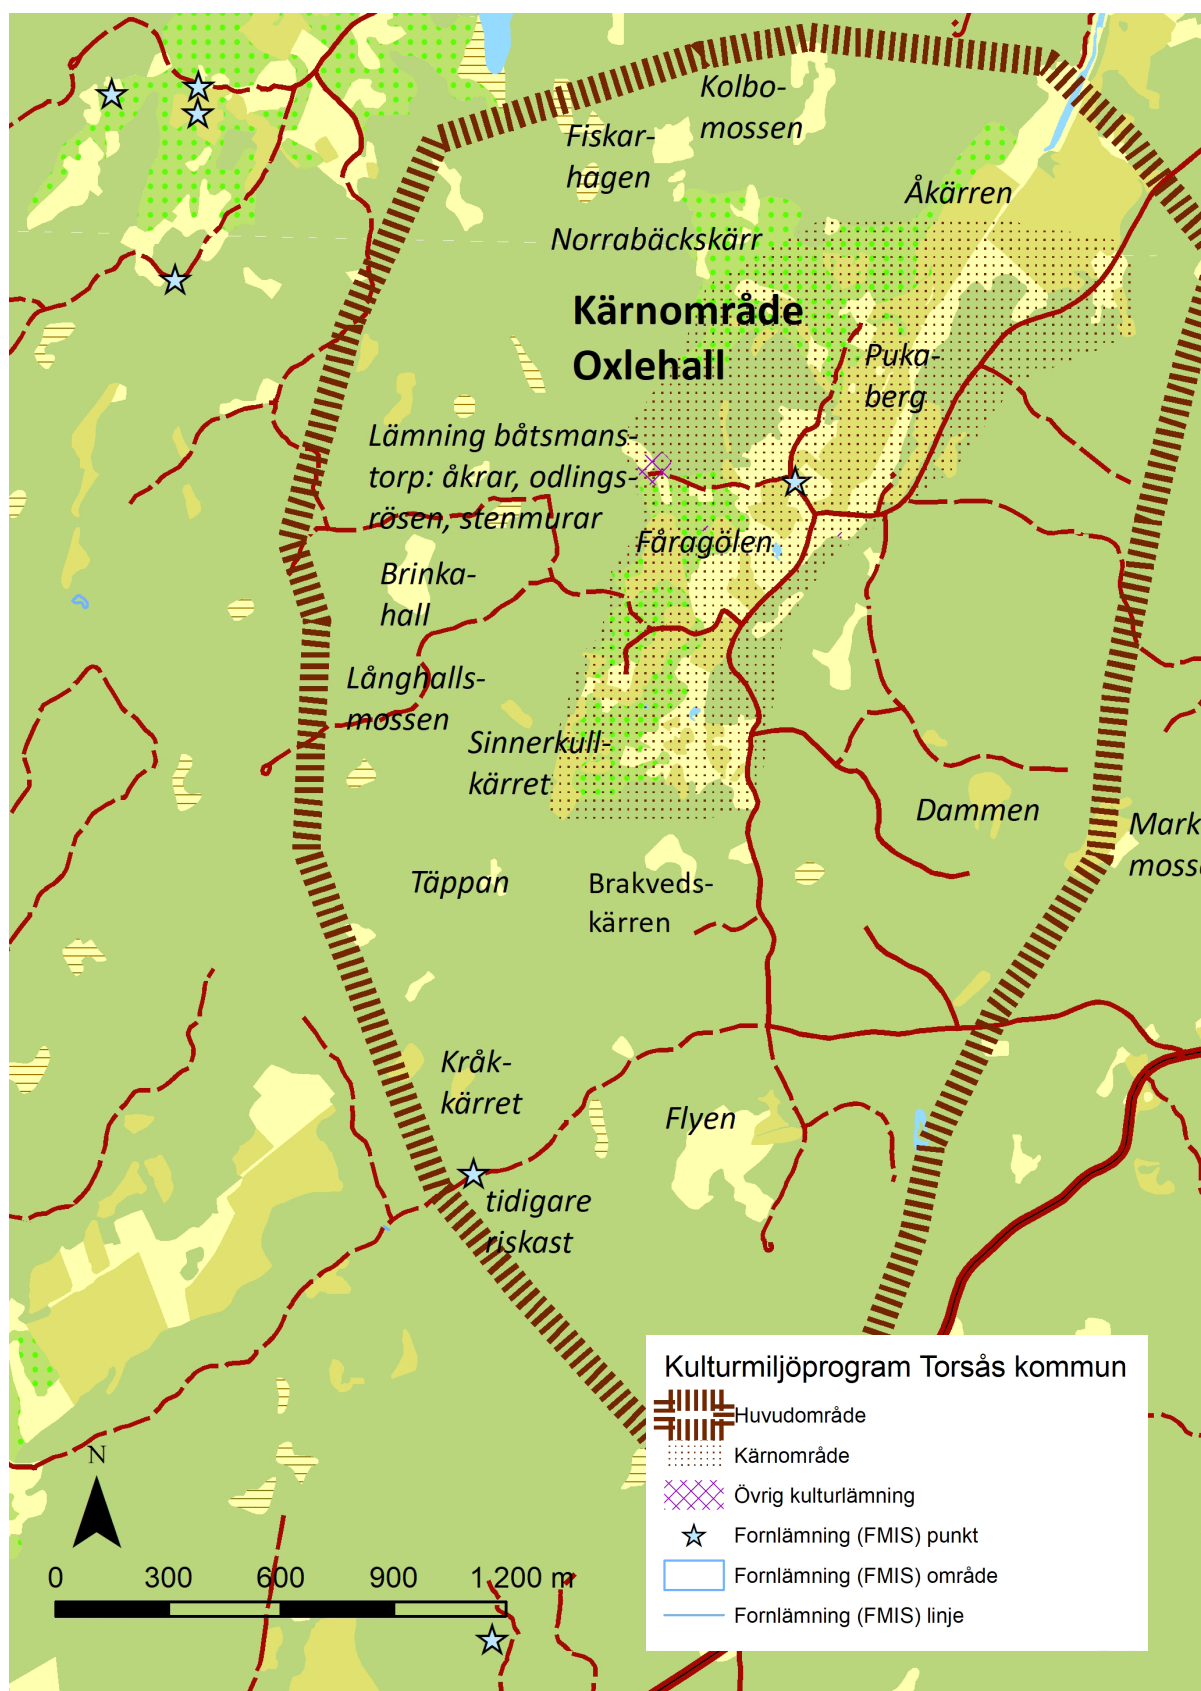 Kolbo-
mossen
Fiskar-
hagen
Åkärren
Norrabäckskärr
Kärnområde
Oxlehall
Puka-
berg
Lämning båtsmans-
torp: åkrar, odlings-
rösen, stenmurar
Fåragölen
Brinka-
hall
Långhalls-
mossen
Sinnerkull-
kärret
Dammen
Mark
moss
Täppan
Brakveds-
kärren
Kråk-
kärret
Flyen
tidigare
riskast
Kulturmiljöprogram Torsås kommun
Huvudområde
Kärnområde
Övrig kulturlämning
Fornlämning (FMIS) punkt
Fornlämning (FMIS) område
Fornlämning (FMIS) linje
N
0 300 600 900 1 200 m